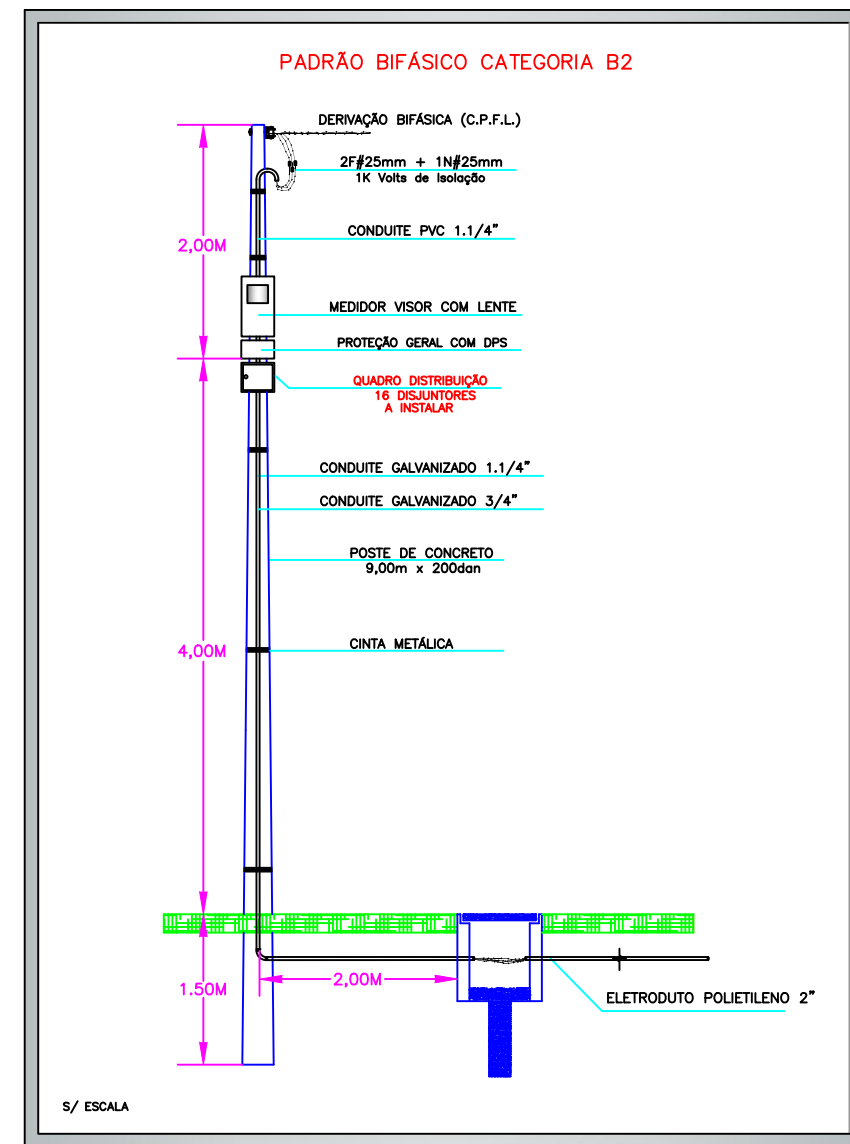 PADRÃO BIFÁSICO CATEGORIA B2
DERIVAÇÃO BIFÁSICA (C.P.F.L.)
2F#25mm + 1N#25mm
1K Volts de Isolação
CONDUITE PVC 1.1/4"
2,00M
MEDIDOR VISOR COM LENTE
PROTEÇÃO GERAL COM DPS
QUADRO DISTRIBUIÇÃO
16 DISJUNTORES
A INSTALAR
CONDUITE GALVANIZADO 1.1/4"
CONDUITE GALVANIZADO 3/4"
POSTE DE CONCRETO
9,00m x 200dan
CINTA METÁLICA
4,00M
2,00M
1.50M
ELETRODUTO POLIETILENO 2"
S/ ESCALA